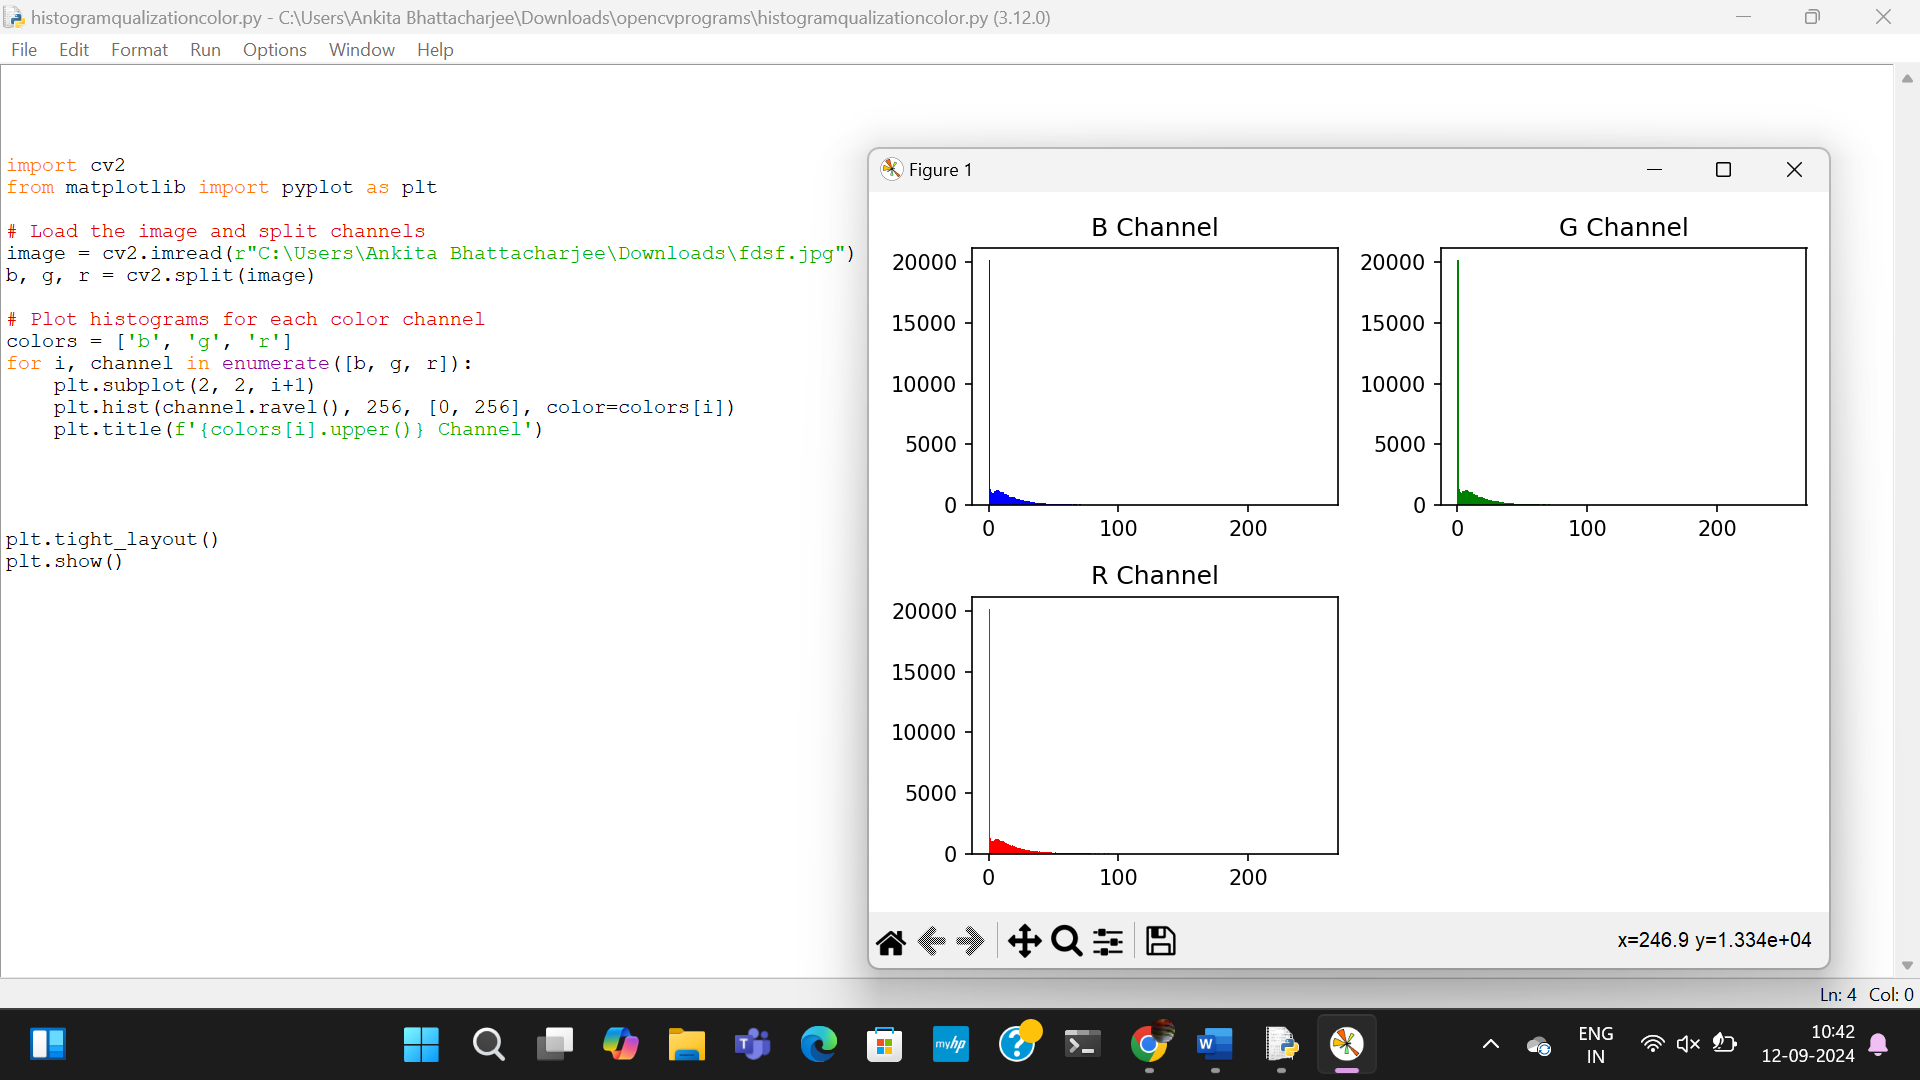 histogramqualizationcolor.py - C:\Users\Ankita Bhattacharjee\Downloads\opencvprograms\histogramqualizationcolor.py (3.12.0)
File Edit Format Run Options Window Help
import cv2
from matplotlib import pyplot as plt
# Load the image and split channels
image = cv2.imread(r"C:\Users\Ankita Bhattacharjee\Downloads\fdsf.jpg")
b, g, r = cv2.split(image)
# Plot histograms for each color channel
colors = ['b', 'g', 'r']
for i, channel in enumerate([b, g, r]):
    plt.subplot(2, 2, i+1)
    plt.hist(channel.ravel(), 256, [0, 256], color=colors[i])
    plt.title(f'{colors[i].upper()} Channel')
plt.tight_layout()
plt.show()
Figure 1
B Channel
20000
15000
10000
5000
0
0 100 200
G Channel
20000
15000
10000
5000
0
0 100 200
R Channel
20000
15000
10000
5000
0
0 100 200
x=246.9 y=1.334e+04
Ln: 4 Col: 0
myhp
W
ENG
IN
10:42
12-09-2024